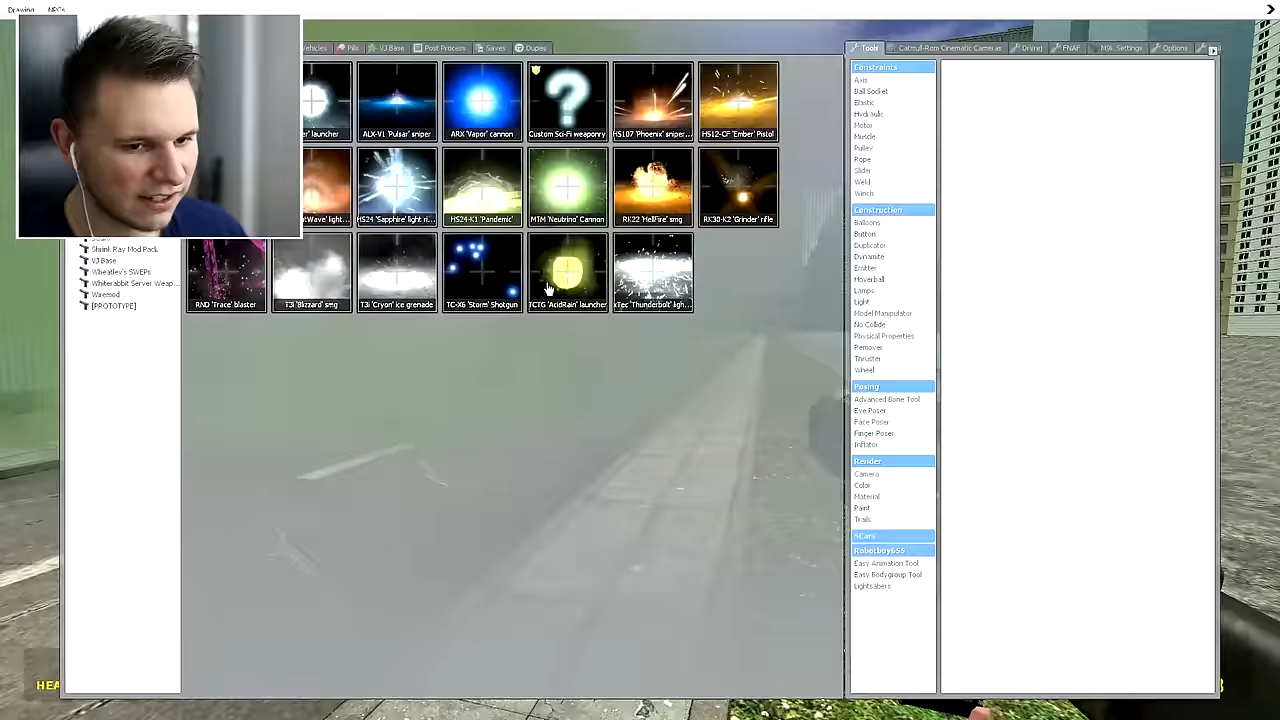 Drawing NPCs
Vehicles Pills VJ Base Post Process Saves Dupes
Tools Catmull-Rom Cinematic Cameras FNAF M9k Settings Options
launcher
ALX-V1 'Pulsar' sniper
ARX 'Vapor' cannon
Custom Sci-Fi weaponry
HS107 'Phoenix' sniper...
HS12-CF 'Ember' Pistol
HS24 'Sapphire' light ri...
HS24-K1 'Pandemic'
MTM 'Neutrino' Cannon
RK22 'HellFire' smg
RK30-K2 'Grinder' rifle
RND 'Trace' blaster
T3i 'Blizzard' smg
T3i 'Cryon' ice grenade
TC-X6 'Storm' Shotgun
TCTG 'AcidRain' launcher
xTec 'Thunderbolt' ligh...
Shrink Ray Mod Pack
VJ Base
Wheatley's SWEPs
Whiterabbit Server Weap...
Wiremod
[PROTOTYPE]
Constraints
Axis
Ball Socket
Elastic
Hydraulic
Motor
Muscle
Pulley
Rope
Slider
Weld
Winch
Construction
Balloons
Button
Duplicator
Dynamite
Emitter
Hoverball
Lamps
Light
Model Manipulator
No Collide
Physical Properties
Remover
Thruster
Wheel
Posing
Advanced Bone Tool
Eye Poser
Face Poser
Finger Poser
Inflator
Render
Camera
Color
Material
Paint
Trails
SCars
Robotboy655
Easy Animation Tool
Easy Bodygroup Tool
Lightsabers
HEA